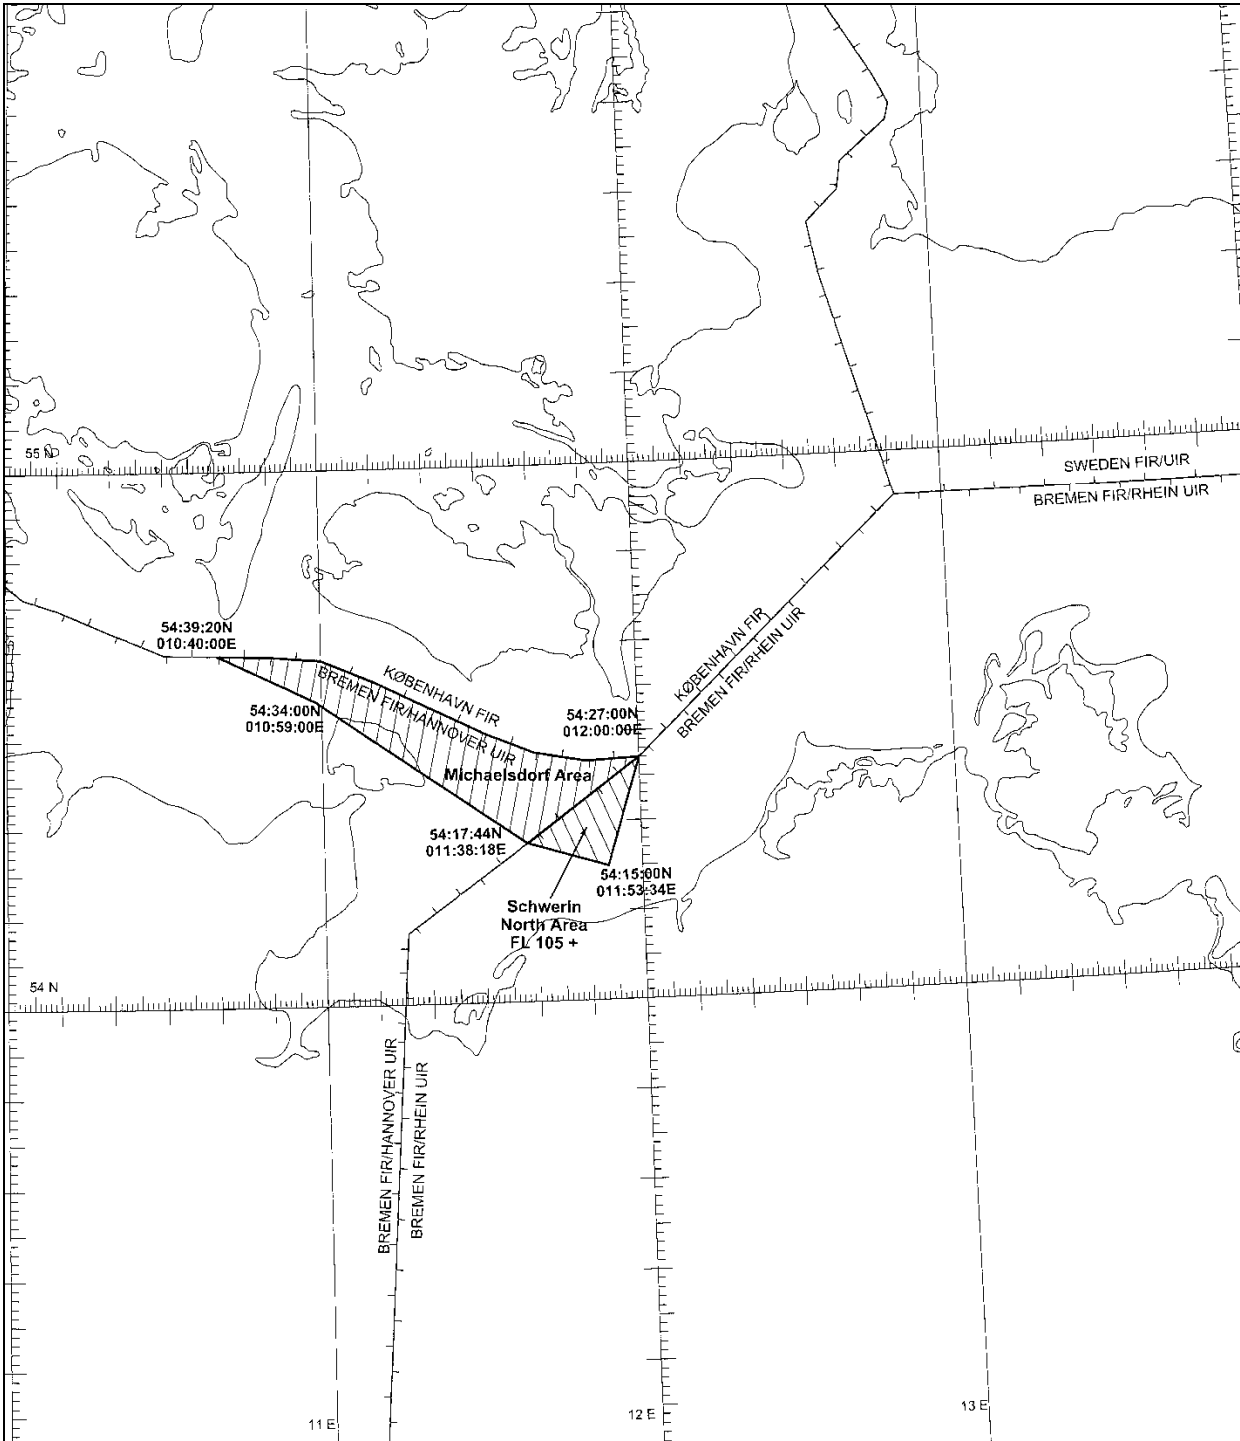 55 N
SWEDEN FIR/UIR
BREMEN FIR/RHEIN UIR
54:39:20N
010:40:00E
KØBENHAVN FIR
BREMEN FIR/RHEIN UIR
KØBENHAVN FIR
BREMEN FIR/HANNOVER UIR
54:34:00N
010:59:00E
54:27:00N
012:00:00E
Michaelsdorf Area
54:17:44N
011:38:18E
54:15:00N
011:53:34E
Schwerin
North Area
FL 105 +
54 N
BREMEN FIR/HANNOVER UIR
BREMEN FIR/RHEIN UIR
11 E
12 E
13 E